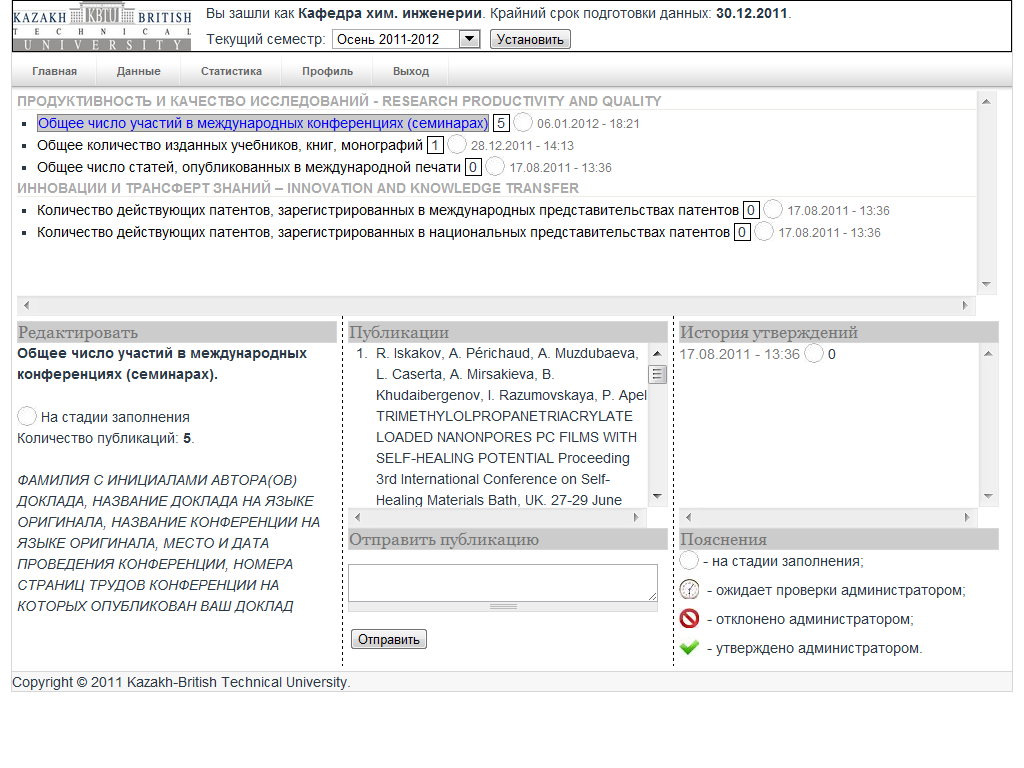 KAZAKH KBTU BRITISH
TECHNICAL
UNIVERSITY
Вы зашли как Кафедра хим. инженерии. Крайний срок подготовки данных: 30.12.2011.
Текущий семестр: Осень 2011-2012 Установить
Главная Данные Статистика Профиль Выход
ПРОДУКТИВНОСТЬ И КАЧЕСТВО ИССЛЕДОВАНИЙ - RESEARCH PRODUCTIVITY AND QUALITY
Общее число участий в международных конференциях (семинарах) 5 06.01.2012 - 18:21
Общее количество изданных учебников, книг, монографий 1 28.12.2011 - 14:13
Общее число статей, опубликованных в международной печати 0 17.08.2011 - 13:36
ИННОВАЦИИ И ТРАНСФЕРТ ЗНАНИЙ – INNOVATION AND KNOWLEDGE TRANSFER
Количество действующих патентов, зарегистрированных в международных представительствах патентов 0 17.08.2011 - 13:36
Количество действующих патентов, зарегистрированных в национальных представительствах патентов 0 17.08.2011 - 13:36
Редактировать
Общее число участий в международных
конференциях (семинарах).
На стадии заполнения
Количество публикаций: 5.
ФАМИЛИЯ С ИНИЦИАЛАМИ АВТОРА(ОВ)
ДОКЛАДА, НАЗВАНИЕ ДОКЛАДА НА ЯЗЫКЕ
ОРИГИНАЛА, НАЗВАНИЕ КОНФЕРЕНЦИИ НА
ЯЗЫКЕ ОРИГИНАЛА, МЕСТО И ДАТА
ПРОВЕДЕНИЯ КОНФЕРЕНЦИИ, НОМЕРА
СТРАНИЦ ТРУДОВ КОНФЕРЕНЦИИ НА
КОТОРЫХ ОПУБЛИКОВАН ВАШ ДОКЛАД
Публикации
1. R. Iskakov, A. Périchaud, A. Muzdubaeva,
L. Caserta, A. Mirsakieva, B.
Khudaibergenov, I. Razumovskaya, P. Apel
TRIMETHYLOLPROPANETRIACRYLATE
LOADED NANONPORES PC FILMS WITH
SELF-HEALING POTENTIAL Proceeding
3rd International Conference on Self-
Healing Materials Bath, UK. 27-29 June
Отправить публикацию
Отправить
История утверждений
17.08.2011 - 13:36 0
Пояснения
- на стадии заполнения;
- ожидает проверки администратором;
- отклонено администратором;
- утверждено администратором.
Copyright © 2011 Kazakh-British Technical University.